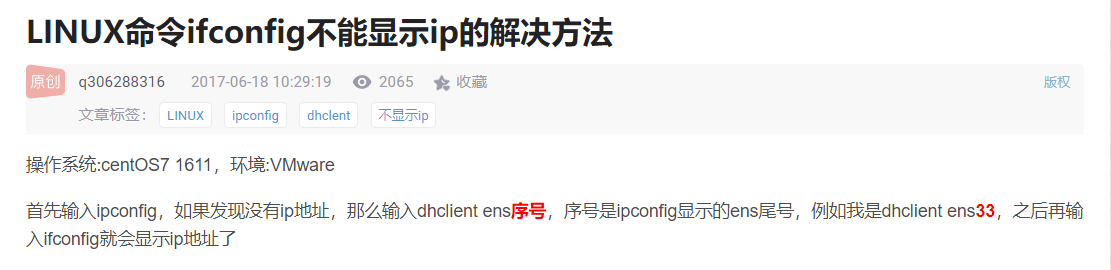 LINUX命令ifconfig不能显示ip的解决方法
原创 q306288316 2017-06-18 10:29:19 2065 收藏 版权
文章标签： LINUX ipconfig dhclent 不显示ip
操作系统:centOS7 1611，环境:VMware
首先输入ipconfig，如果发现没有ip地址，那么输入dhclient ens序号，序号是ipconfig显示的ens尾号，例如我是dhclient ens33，之后再输
入ifconfig就会显示ip地址了